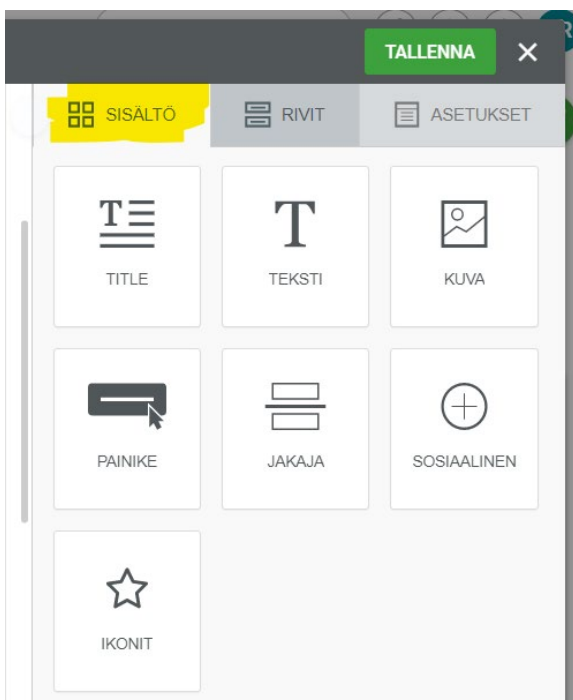 TALLENNA
SISÄLTÖ RIVIT ASETUKSET
TITLE TEKSTI KUVA
PAINIKE JAKAJA SOSIAALINEN
IKONIT